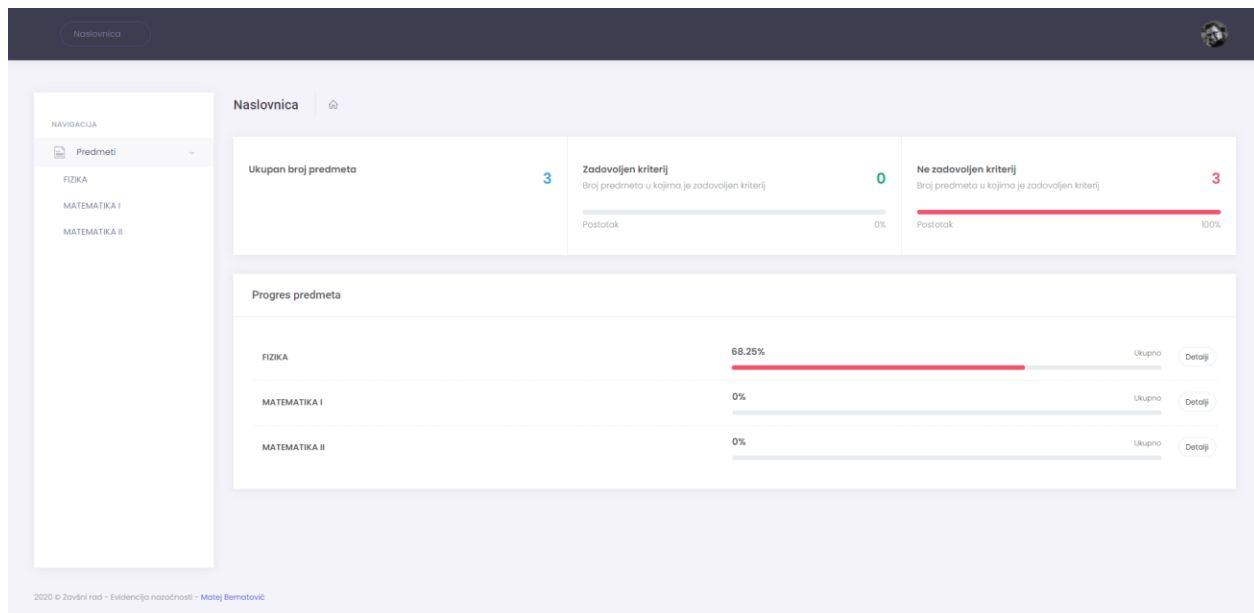 Naslovnica
Naslovnica
NAVIGACIJA
Predmeti
FIZIKA
MATEMATIKA I
MATEMATIKA II
Ukupan broj predmeta
3
Zadovoljen kriterij
Broj predmeta u kojima je zadovoljen kriterij
0
Postotak 0%
Ne zadovoljen kriterij
Broj predmeta u kojima je zadovoljen kriterij
3
Postotak 100%
Progres predmeta
FIZIKA 68.25% Ukupno Detalji
MATEMATIKA I 0% Ukupno Detalji
MATEMATIKA II 0% Ukupno Detalji
2020 © Završni rad - Evidencija nazočnosti - Matej Bernatović